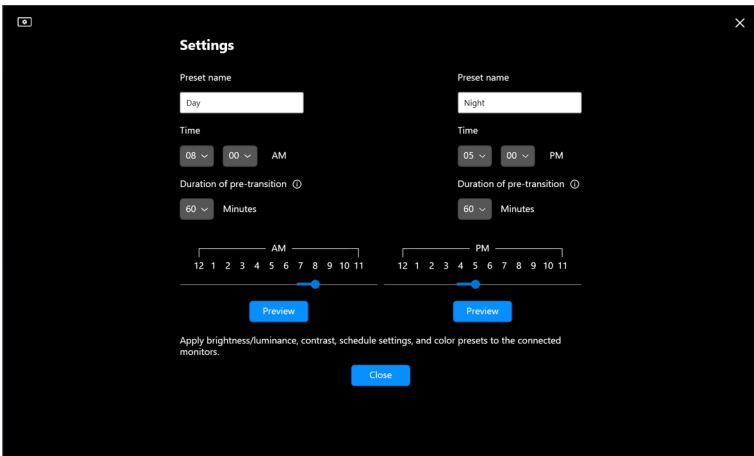 Settings
Preset name Preset name
Day Night
Time Time
08 00 AM 05 00 PM
Duration of pre-transition Duration of pre-transition
60 Minutes 60 Minutes
AM PM
12 1 2 3 4 5 6 7 8 9 10 11 12 1 2 3 4 5 6 7 8 9 10 11
Preview Preview
Apply brightness/luminance, contrast, schedule settings, and color presets to the connected
monitors.
Close